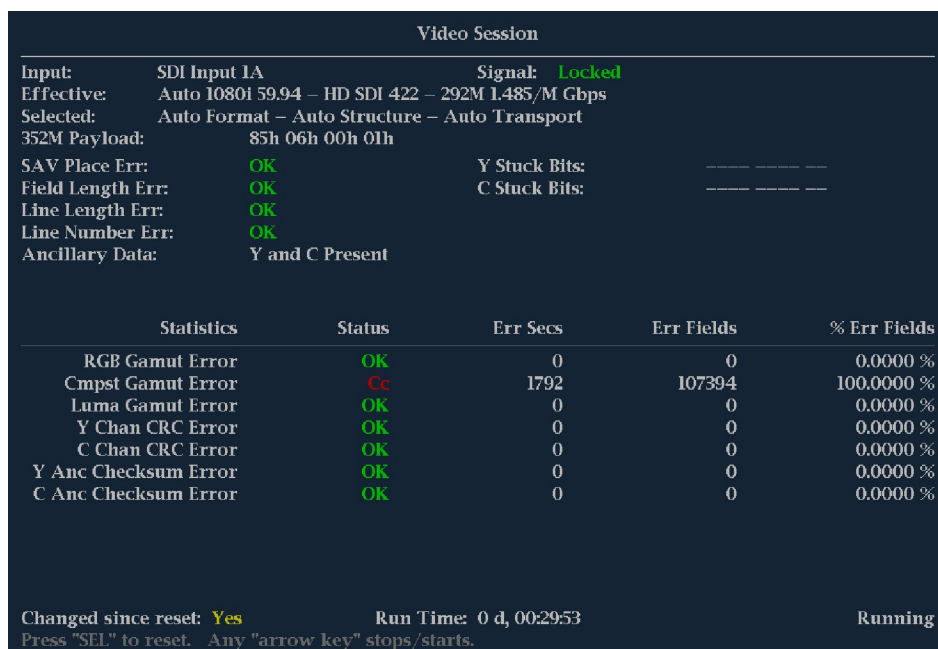 Video Session
Input: SDI Input 1A Signal: Locked
Effective: Auto 1080i 59.94 – HD SDI 422 – 292M 1.485/M Gbps
Selected: Auto Format – Auto Structure – Auto Transport
352M Payload: 85h 06h 00h 01h
SAV Place Err: OK Y Stuck Bits: –––– –––– ––
Field Length Err: OK C Stuck Bits: –––– –––– ––
Line Length Err: OK
Line Number Err: OK
Ancillary Data: Y and C Present
Statistics Status Err Secs Err Fields % Err Fields
RGB Gamut Error OK 0 0 0.0000 %
Cmpst Gamut Error Cc 1792 107394 100.0000 %
Luma Gamut Error OK 0 0 0.0000 %
Y Chan CRC Error OK 0 0 0.0000 %
C Chan CRC Error OK 0 0 0.0000 %
Y Anc Checksum Error OK 0 0 0.0000 %
C Anc Checksum Error OK 0 0 0.0000 %
Changed since reset: Yes Run Time: 0 d, 00:29:53 Running
Press "SEL" to reset. Any "arrow key" stops/starts.